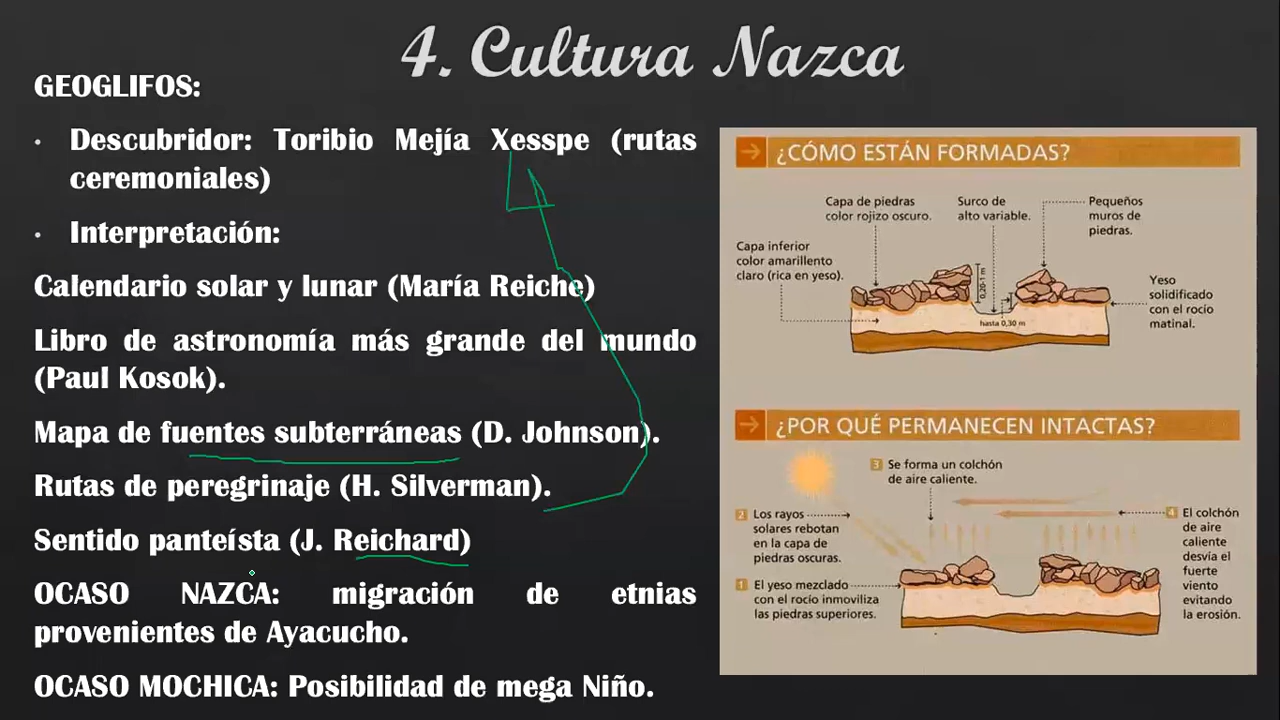 4. Cultura Nazca
GEOGLIFOS:
• Descubridor: Toribio Mejía Xesspe (rutas
ceremoniales)
• Interpretación:
Calendario solar y lunar (María Reiche)
Libro de astronomía más grande del mundo
(Paul Kosok).
Mapa de fuentes subterráneas (D. Johnson).
Rutas de peregrinaje (H. Silverman).
Sentido panteísta (J. Reichard)
OCASO NAZCA: migración de etnias
provenientes de Ayacucho.
OCASO MOCHICA: Posibilidad de mega Niño.
¿CÓMO ESTÁN FORMADAS?
Capa de piedras
color rojizo oscuro.
Surco de
alto variable.
Pequeños
muros de
piedras.
Capa inferior
color amarillento
claro (rica en yeso).
0,20-1 m
hasta 0,30 m
Yeso
solidificado
con el rocío
matinal.
¿POR QUÉ PERMANECEN INTACTAS?
3 Se forma un colchón
de aire caliente.
2 Los rayos
solares rebotan
en la capa de
piedras oscuras.
4 El colchón
de aire
caliente
desvía el
fuerte
viento
evitando
la erosión.
1 El yeso mezclado
con el rocío inmoviliza
las piedras superiores.